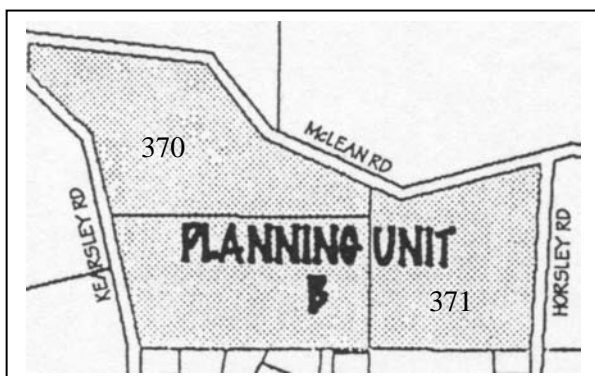 370
McLEAN RD
KEARSLEY RD
PLANNING UNIT
B
371
HORSLEY RD